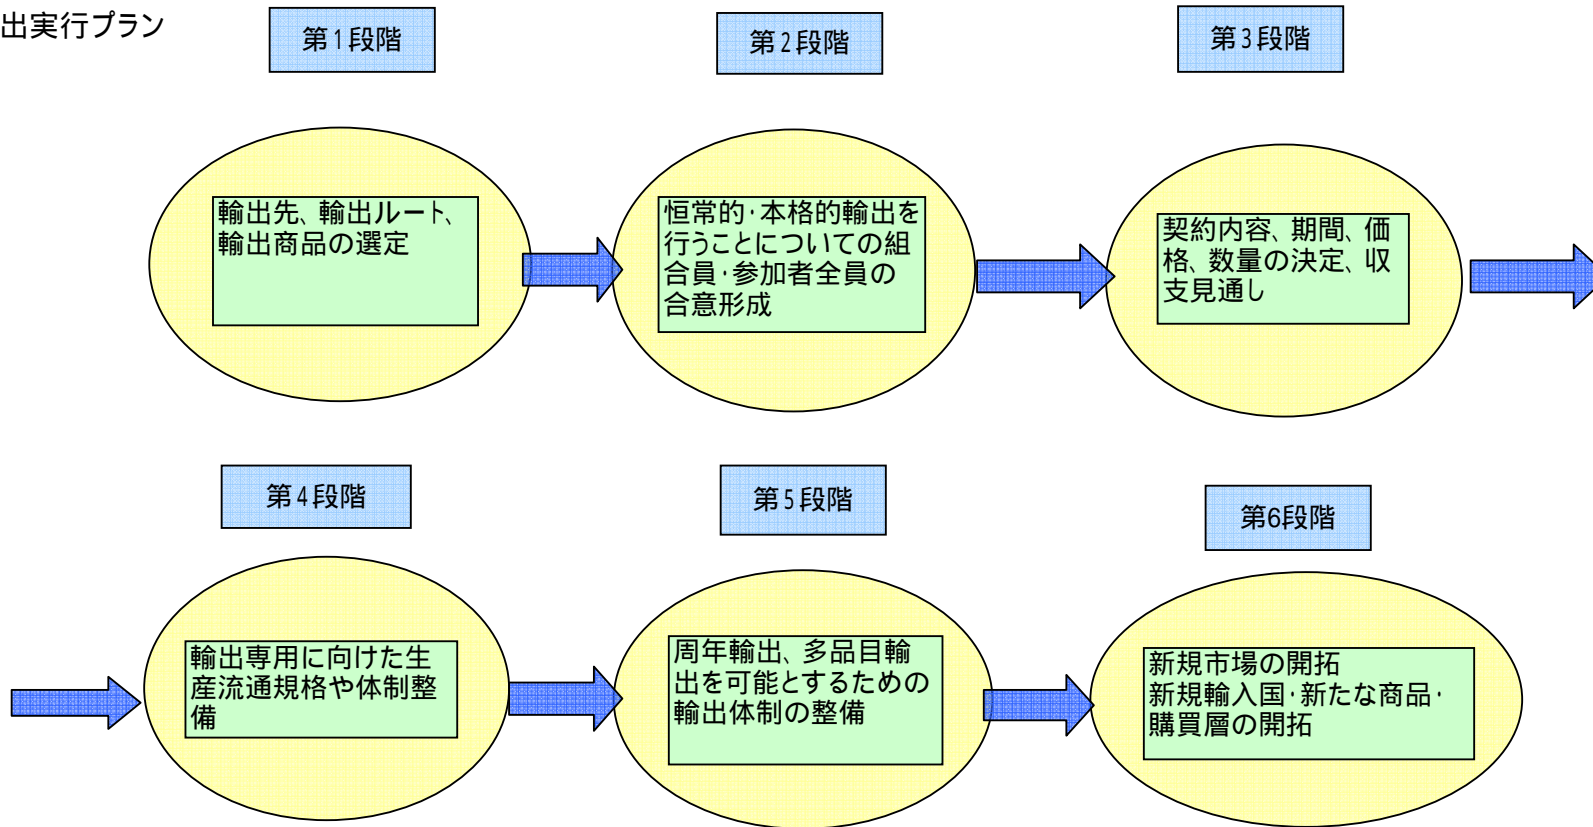 出実行プラン
第1段階
第2段階
第3段階
輸出先、輸出ルート、
輸出商品の選定
恒常的・本格的輸出を
行うことについての組
合員・参加者全員の
合意形成
契約内容、期間、価
格、数量の決定、収
支見通し
第4段階
第5段階
第6段階
輸出専用に向けた生
産流通規格や体制整
備
周年輸出、多品目輸
出を可能とするための
輸出体制の整備
新規市場の開拓
新規輸入国・新たな商品・
購買層の開拓